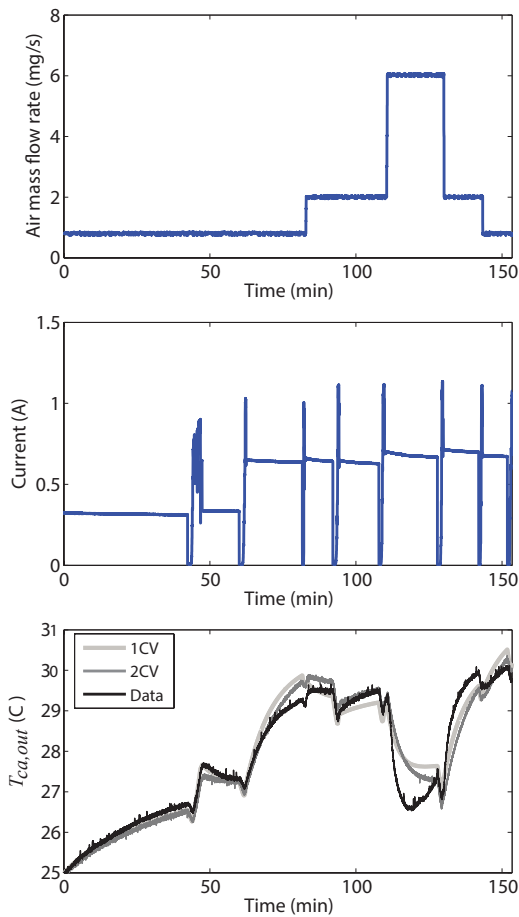 8
6
4
2
0
Air mass flow rate (mg/s)
0 50 100 150
Time (min)
1.5
1
0.5
0
Current (A)
0 50 100 150
Time (min)
31
30
29
28
27
26
25
T_ca,out (C )
1CV
2CV
Data
0 50 100 150
Time (min)